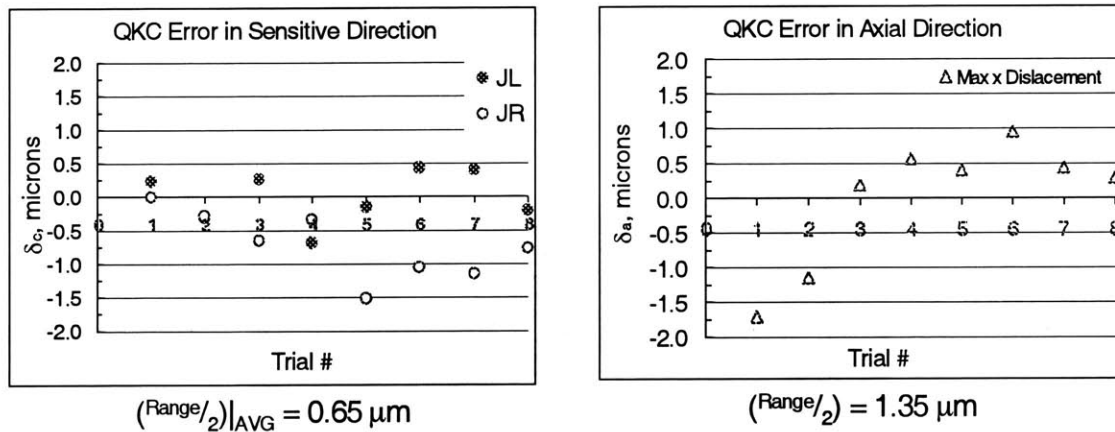 QKC Error in Sensitive Direction
2.0
1.5
1.0
0.5
0.0
-0.5
-1.0
-1.5
-2.0
δc, microns
JL
JR
0 1 2 3 4 5 6 7 8
Trial #
(Range/2)|AVG = 0.65 μm
QKC Error in Axial Direction
2.0
1.5
1.0
0.5
0.0
-0.5
-1.0
-1.5
-2.0
δa, microns
Max x Dislacement
0 1 2 3 4 5 6 7 8
Trial #
(Range/2) = 1.35 μm